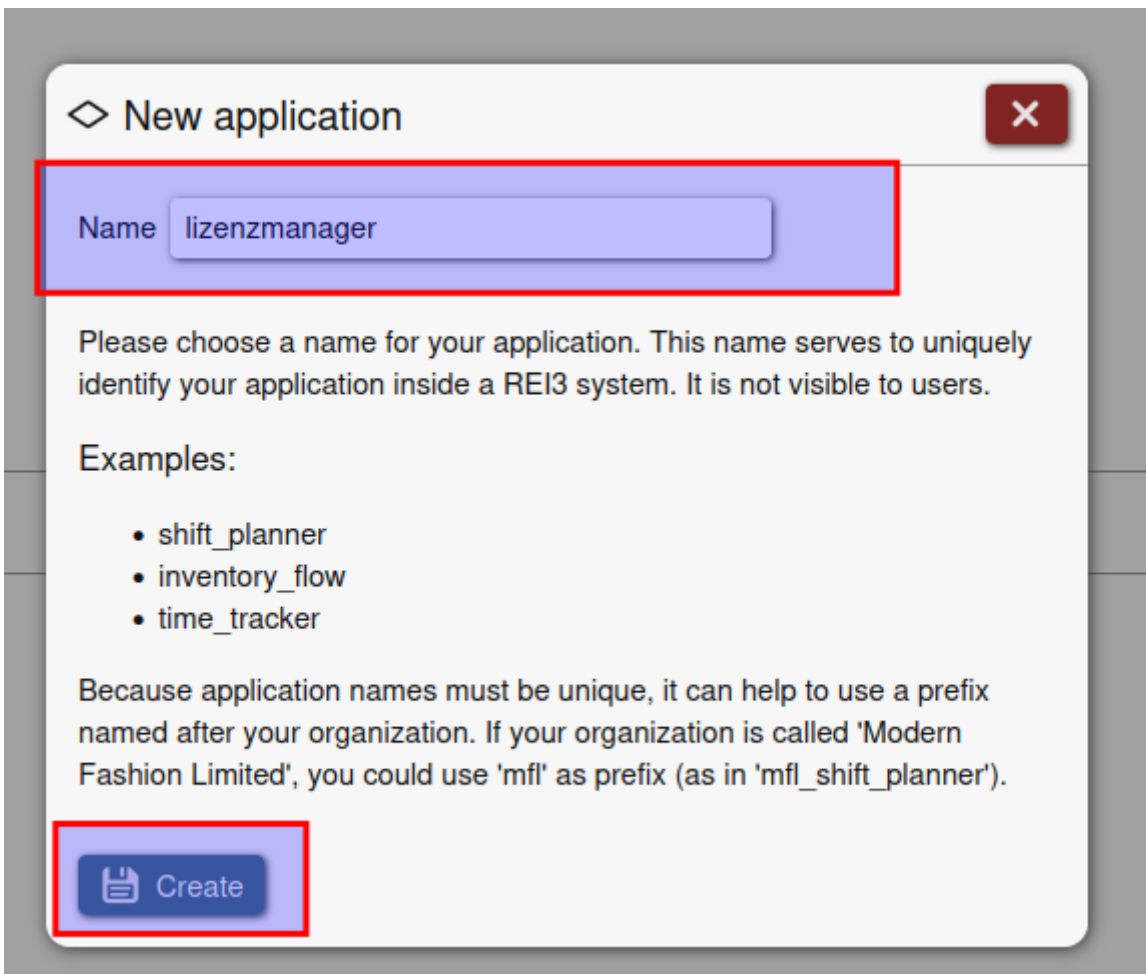 New application
Name lizenzmanager
Please choose a name for your application. This name serves to uniquely
identify your application inside a REI3 system. It is not visible to users.
Examples:
• shift_planner
• inventory_flow
• time_tracker
Because application names must be unique, it can help to use a prefix
named after your organization. If your organization is called 'Modern
Fashion Limited', you could use 'mfl' as prefix (as in 'mfl_shift_planner').
Create